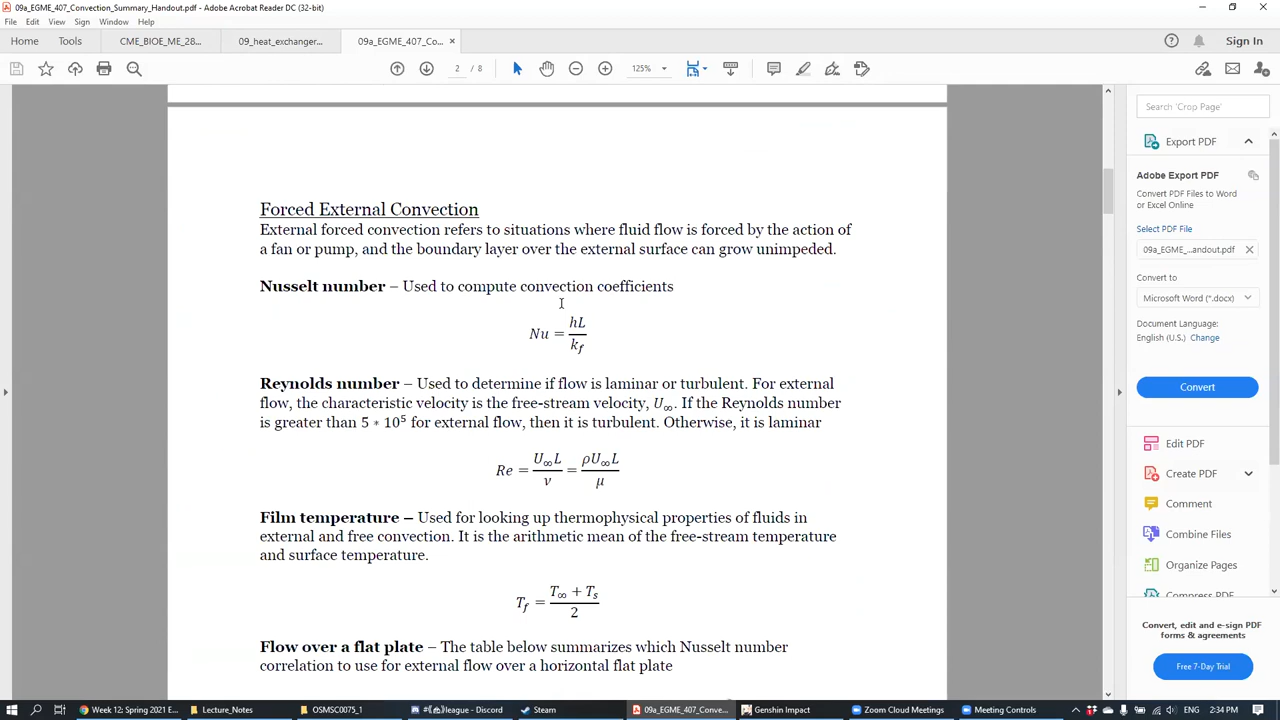 09a_EGME_407_Convection_Summary_Handout.pdf - Adobe Acrobat Reader DC (32-bit)
File Edit View Sign Window Help
Home Tools CME_BIOE_ME_28... 09_heat_exchanger... 09a_EGME_407_Co... Sign In
2 / 8 125%
Search 'Crop Page'
Export PDF
Adobe Export PDF
Convert PDF Files to Word
or Excel Online
Select PDF File
09a_EGME_...andout.pdf
Convert to
Microsoft Word (*.docx)
Document Language:
English (U.S.) Change
Convert
Edit PDF
Create PDF
Comment
Combine Files
Organize Pages
Compress PDF
Convert, edit and e-sign PDF
forms & agreements
Free 7-Day Trial
Forced External Convection
External forced convection refers to situations where fluid flow is forced by the action of
a fan or pump, and the boundary layer over the external surface can grow unimpeded.
Nusselt number – Used to compute convection coefficients
Nu = hL / k_f
Reynolds number – Used to determine if flow is laminar or turbulent. For external
flow, the characteristic velocity is the free-stream velocity, U∞. If the Reynolds number
is greater than 5 * 10⁵ for external flow, then it is turbulent. Otherwise, it is laminar
Re = U∞L / ν = ρU∞L / μ
Film temperature – Used for looking up thermophysical properties of fluids in
external and free convection. It is the arithmetic mean of the free-stream temperature
and surface temperature.
T_f = T∞ + T_s / 2
Flow over a flat plate – The table below summarizes which Nusselt number
correlation to use for external flow over a horizontal flat plate
Week 12: Spring 2021 E... Lecture_Notes OSMSC0075_1 league - Discord Steam 09a_EGME_407_Conve... Genshin Impact Zoom Cloud Meetings Meeting Controls 2:34 PM